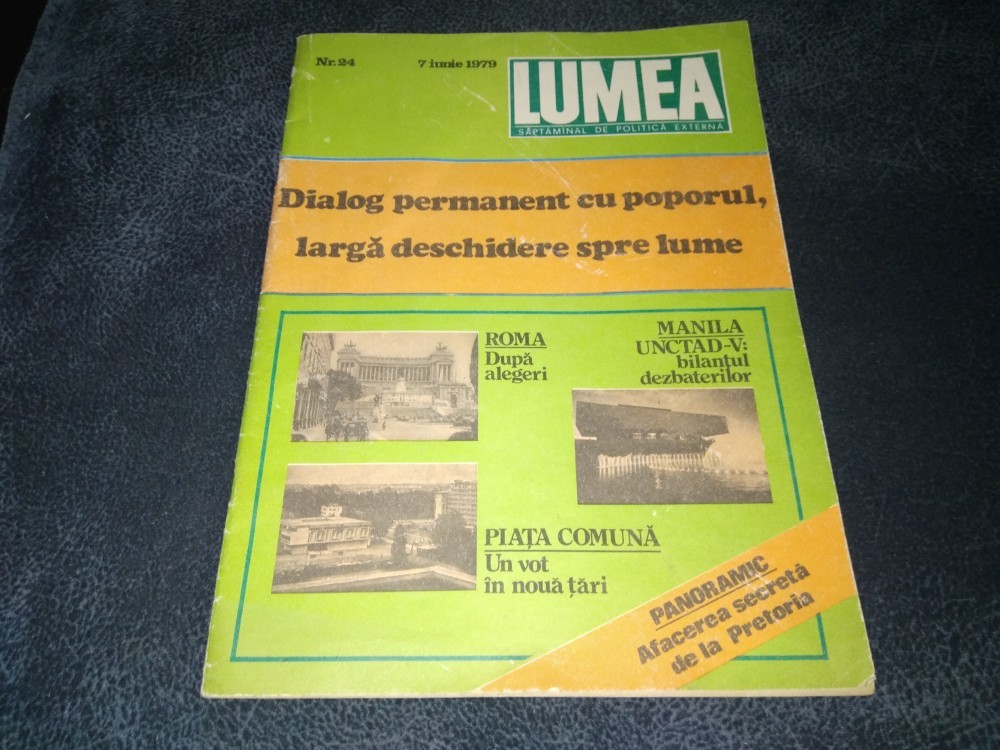 Nr. 24
7 iunie 1979
LUMEA
SĂPTĂMÎNAL DE POLITICĂ EXTERNĂ
Dialog permanent cu poporul,
largă deschidere spre lume
ROMA
După
alegeri
MANILA
UNCTAD-V:
bilanțul
dezbaterilor
PIAȚA COMUNĂ
Un vot
în nouă țări
PANORAMIC
Afacerea secretă
de la Pretoria